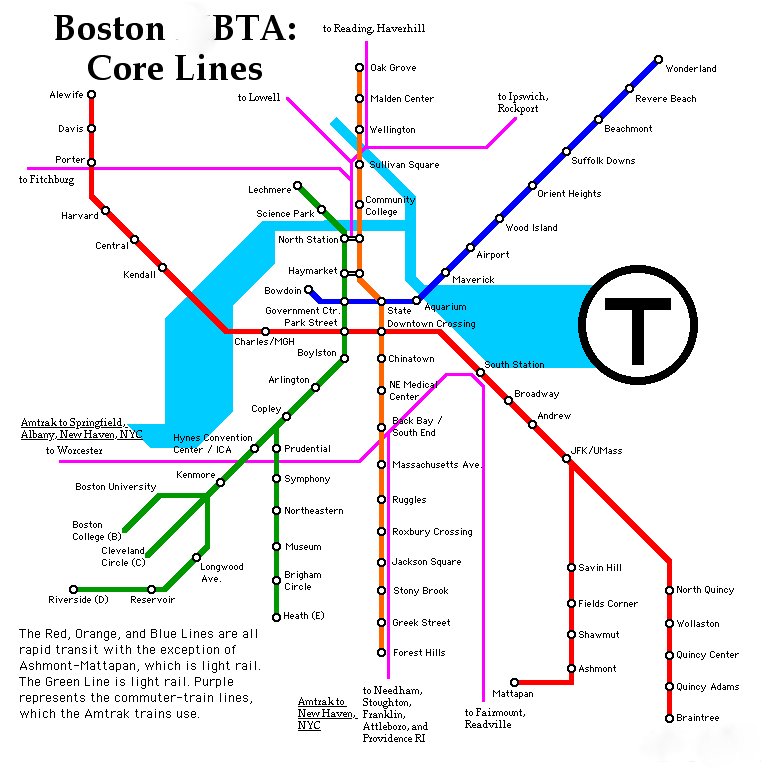 Boston BTA:
Core Lines
to Reading, Haverhill
Oak Grove
Wonderland
Alewife
to Lowell
Malden Center
to Ipswich,
Rockport
Revere Beach
Davis
Wellington
Beachmont
Porter
Sullivan Square
Suffolk Downs
to Fitchburg
Lechmere
Orient Heights
Community
College
Harvard
Science Park
Wood Island
Central
North Station
Airport
Kendall
Haymarket
Maverick
Bowdoin
Aquarium
Government Ctr.
State
T
Park Street
Downtown Crossing
Charles/MGH
Boylston
Chinatown
South Station
Arlington
NE Medical
Center
Broadway
Copley
Andrew
Amtrak to Springfield,
Albany, New Haven, NYC
Back Bay /
South End
Hynes Convention
Center / ICA
Prudential
JFK/UMass
to Worcester
Massachusetts Ave.
Kenmore
Symphony
Boston University
Ruggles
Northeastern
Boston
College (B)
Roxbury Crossing
Cleveland
Circle (C)
Museum
Longwood
Ave.
Jackson Square
Savin Hill
Brigham
Circle
Stony Brook
North Quincy
Riverside (D)
Reservoir
Fields Corner
Heath (E)
Greek Street
Wollaston
Shawmut
Forest Hills
Quincy Center
Ashmont
Quincy Adams
Mattapan
Braintree
The Red, Orange, and Blue Lines are all
rapid transit with the exception of
Ashmont-Mattapan, which is light rail.
The Green Line is light rail. Purple
represents the commuter-train lines,
which the Amtrak trains use.
Amtrak to
New Haven,
NYC
to Needham,
Stoughton,
Franklin,
Attleboro, and
Providence RI
to Fairmount,
Readville